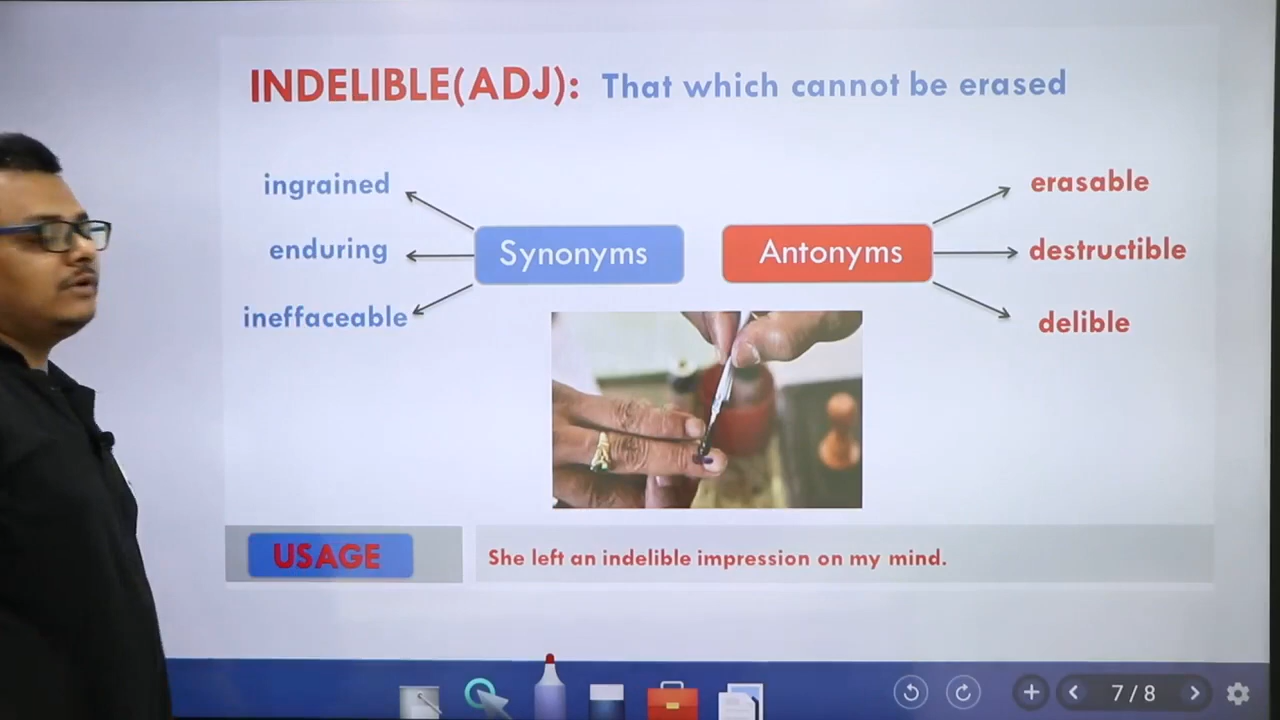 INDELIBLE(ADJ): That which cannot be erased
ingrained
enduring
ineffaceable
Synonyms
Antonyms
erasable
destructible
delible
USAGE
She left an indelible impression on my mind.
7 / 8